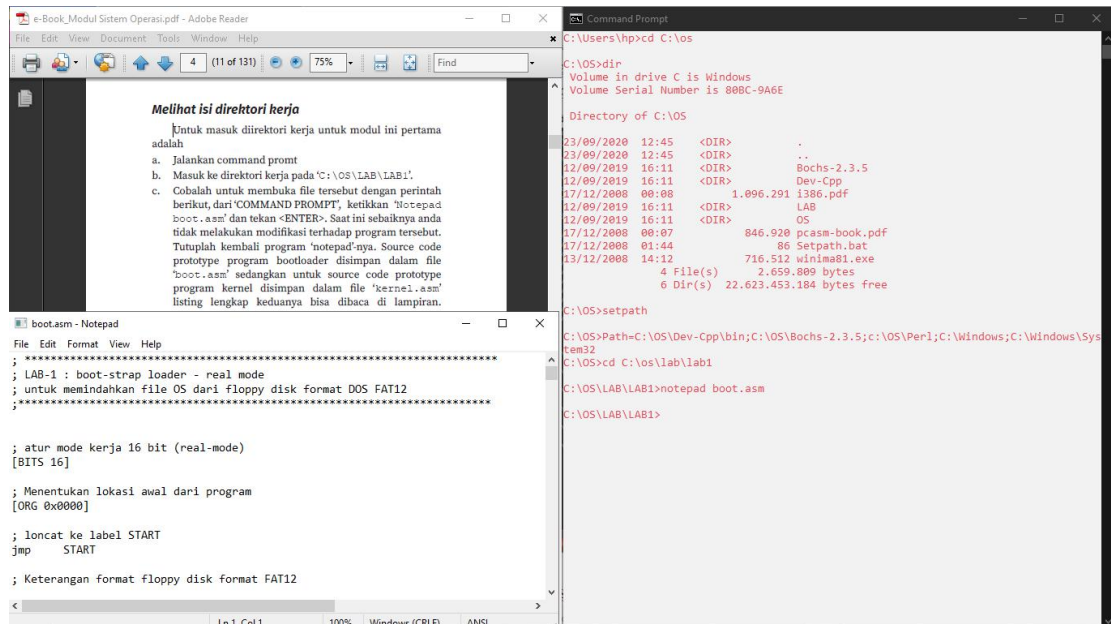 e-Book_Modul Sistem Operasi.pdf - Adobe Reader
File Edit View Document Tools Window Help
4 (11 of 131) 75% Find
Melihat isi direktori kerja
Untuk masuk diirektori kerja untuk modul ini pertama
adalah
a. Jalankan command promt
b. Masuk ke direktori kerja pada 'C:\OS\LAB\LAB1'.
c. Cobalah untuk membuka file tersebut dengan perintah
berikut, dari 'COMMAND PROMPT', ketikkan 'Notepad
boot.asm' dan tekan <ENTER>. Saat ini sebaiknya anda
tidak melakukan modifikasi terhadap program tersebut.
Tutuplah kembali program 'notepad'-nya. Source code
prototype program bootloader disimpan dalam file
'boot.asm' sedangkan untuk source code prototype
program kernel disimpan dalam file 'kernel.asm'
listing lengkap keduanya bisa dibaca di lampiran.
boot.asm - Notepad
File Edit Format View Help
; *************************************************************************
; LAB-1 : boot-strap loader - real mode
; untuk memindahkan file OS dari floppy disk format DOS FAT12
;*************************************************************************
; atur mode kerja 16 bit (real-mode)
[BITS 16]
; Menentukan lokasi awal dari program
[ORG 0x0000]
; loncat ke label START
jmp START
; Keterangan format floppy disk format FAT12
Ln 1, Col 1 100% Windows (CRLF) ANSI
Command Prompt
C:\Users\hp>cd C:\os
C:\OS>dir
Volume in drive C is Windows
Volume Serial Number is 80BC-9A6E
Directory of C:\OS
23/09/2020 12:45 <DIR> .
23/09/2020 12:45 <DIR> ..
12/09/2019 16:11 <DIR> Bochs-2.3.5
12/09/2019 16:11 <DIR> Dev-Cpp
17/12/2008 00:08 1.096.291 i386.pdf
12/09/2019 16:11 <DIR> LAB
12/09/2019 16:11 <DIR> OS
17/12/2008 00:07 846.920 pcasm-book.pdf
17/12/2008 01:44 86 Setpath.bat
13/12/2008 14:12 716.512 winima81.exe
4 File(s) 2.659.809 bytes
6 Dir(s) 22.623.453.184 bytes free
C:\OS>setpath
C:\OS>Path=C:\OS\Dev-Cpp\bin;C:\OS\Bochs-2.3.5;c:\OS\Perl;C:\Windows;C:\Windows\Sys
tem32
C:\OS>cd C:\os\lab\lab1
C:\OS\LAB\LAB1>notepad boot.asm
C:\OS\LAB\LAB1>